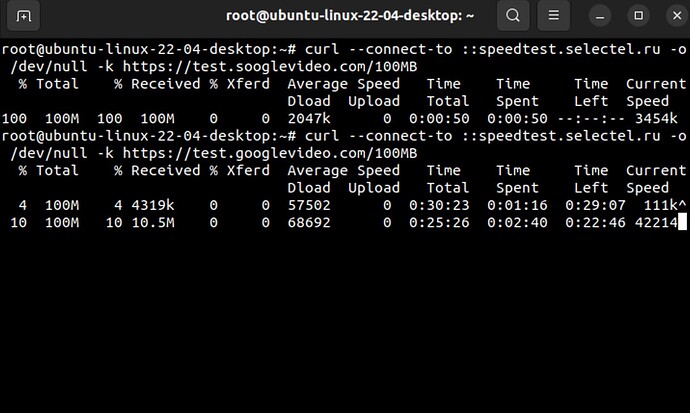 root@ubuntu-linux-22-04-desktop: ~
root@ubuntu-linux-22-04-desktop:~# curl --connect-to ::speedtest.selectel.ru -o
 /dev/null -k https://test.sooglevideo.com/100MB
  % Total    % Received % Xferd  Average Speed   Time    Time     Time  Current
                                 Dload  Upload   Total   Spent    Left  Speed
100  100M  100  100M    0     0  2047k      0  0:00:50  0:00:50 --:--:-- 3454k
root@ubuntu-linux-22-04-desktop:~# curl --connect-to ::speedtest.selectel.ru -o
 /dev/null -k https://test.googlevideo.com/100MB
  % Total    % Received % Xferd  Average Speed   Time    Time     Time  Current
                                 Dload  Upload   Total   Spent    Left  Speed
  4  100M    4 4319k    0     0  57502      0  0:30:23  0:01:16  0:29:07  111k^
 10  100M   10 10.5M    0     0  68692      0  0:25:26  0:02:40  0:22:46 42214